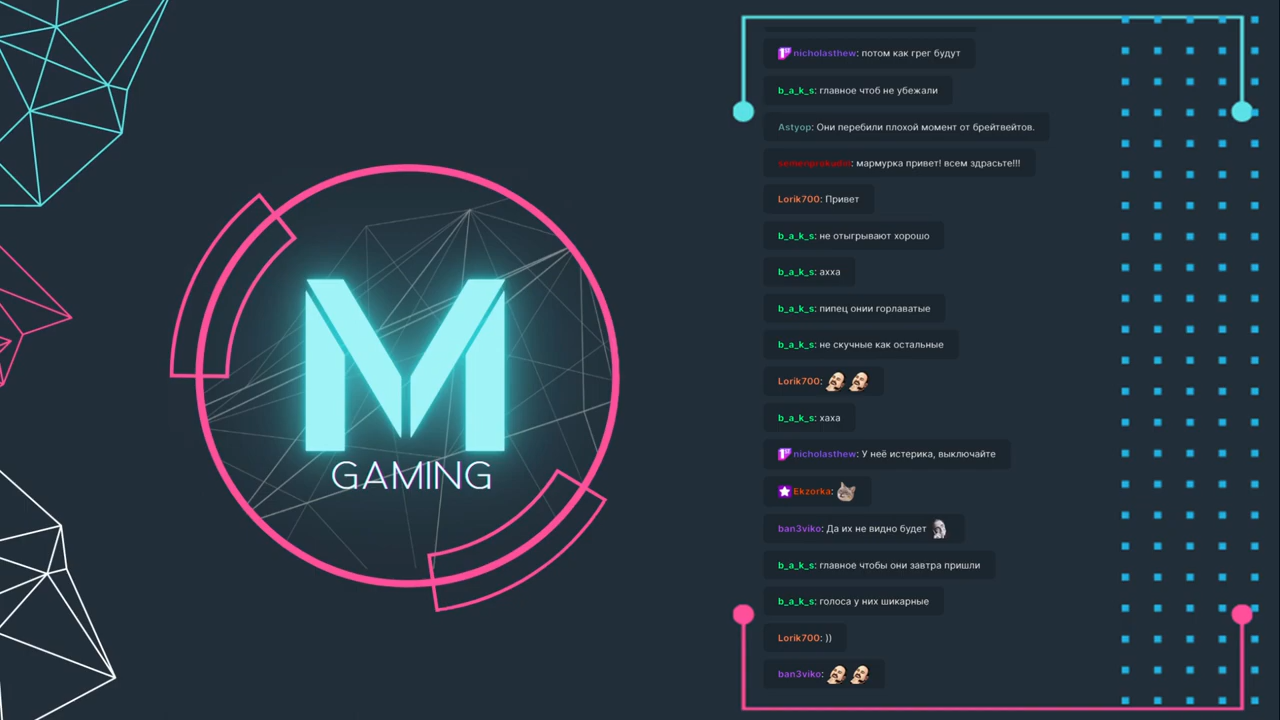 M
GAMING
nicholasthew: потом как грег будут
b_a_k_s: главное чтоб не убежали
Astyop: Они перебили плохой момент от брейтвейтов.
: мармурка привет! всем здрасьте!!!
Lorik700: Привет
b_a_k_s: не отыгрывают хорошо
b_a_k_s: ахха
b_a_k_s: пипец онии горлаватые
b_a_k_s: не скучные как остальные
Lorik700:
b_a_k_s: хаха
nicholasthew: У неё истерика, выключайте
Ekzorka:
ban3viko: Да их не видно будет
b_a_k_s: главное чтобы они завтра пришли
b_a_k_s: голоса у них шикарные
Lorik700: ))
ban3viko: